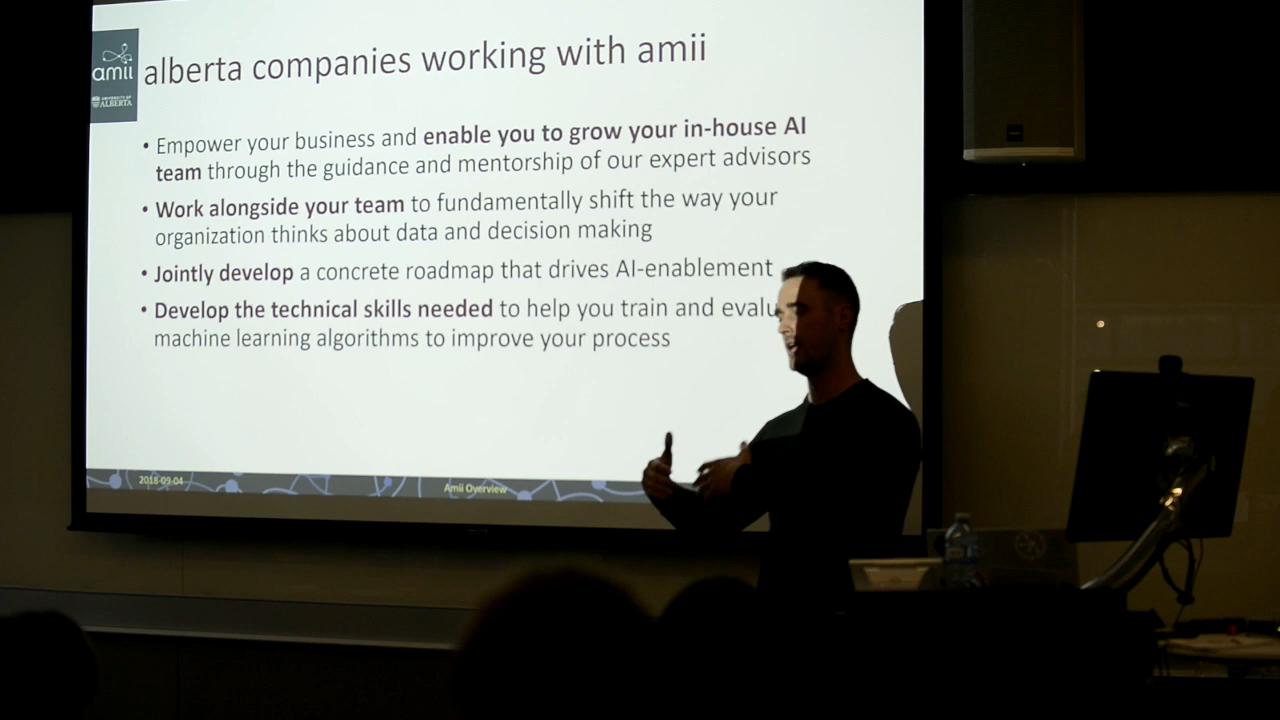 amii
UNIVERSITY OF
ALBERTA
alberta companies working with amii
• Empower your business and enable you to grow your in-house AI
team through the guidance and mentorship of our expert advisors
• Work alongside your team to fundamentally shift the way your
organization thinks about data and decision making
• Jointly develop a concrete roadmap that drives AI-enablement
• Develop the technical skills needed to help you train and evalu
machine learning algorithms to improve your process
2018-09-04
Amii Overview